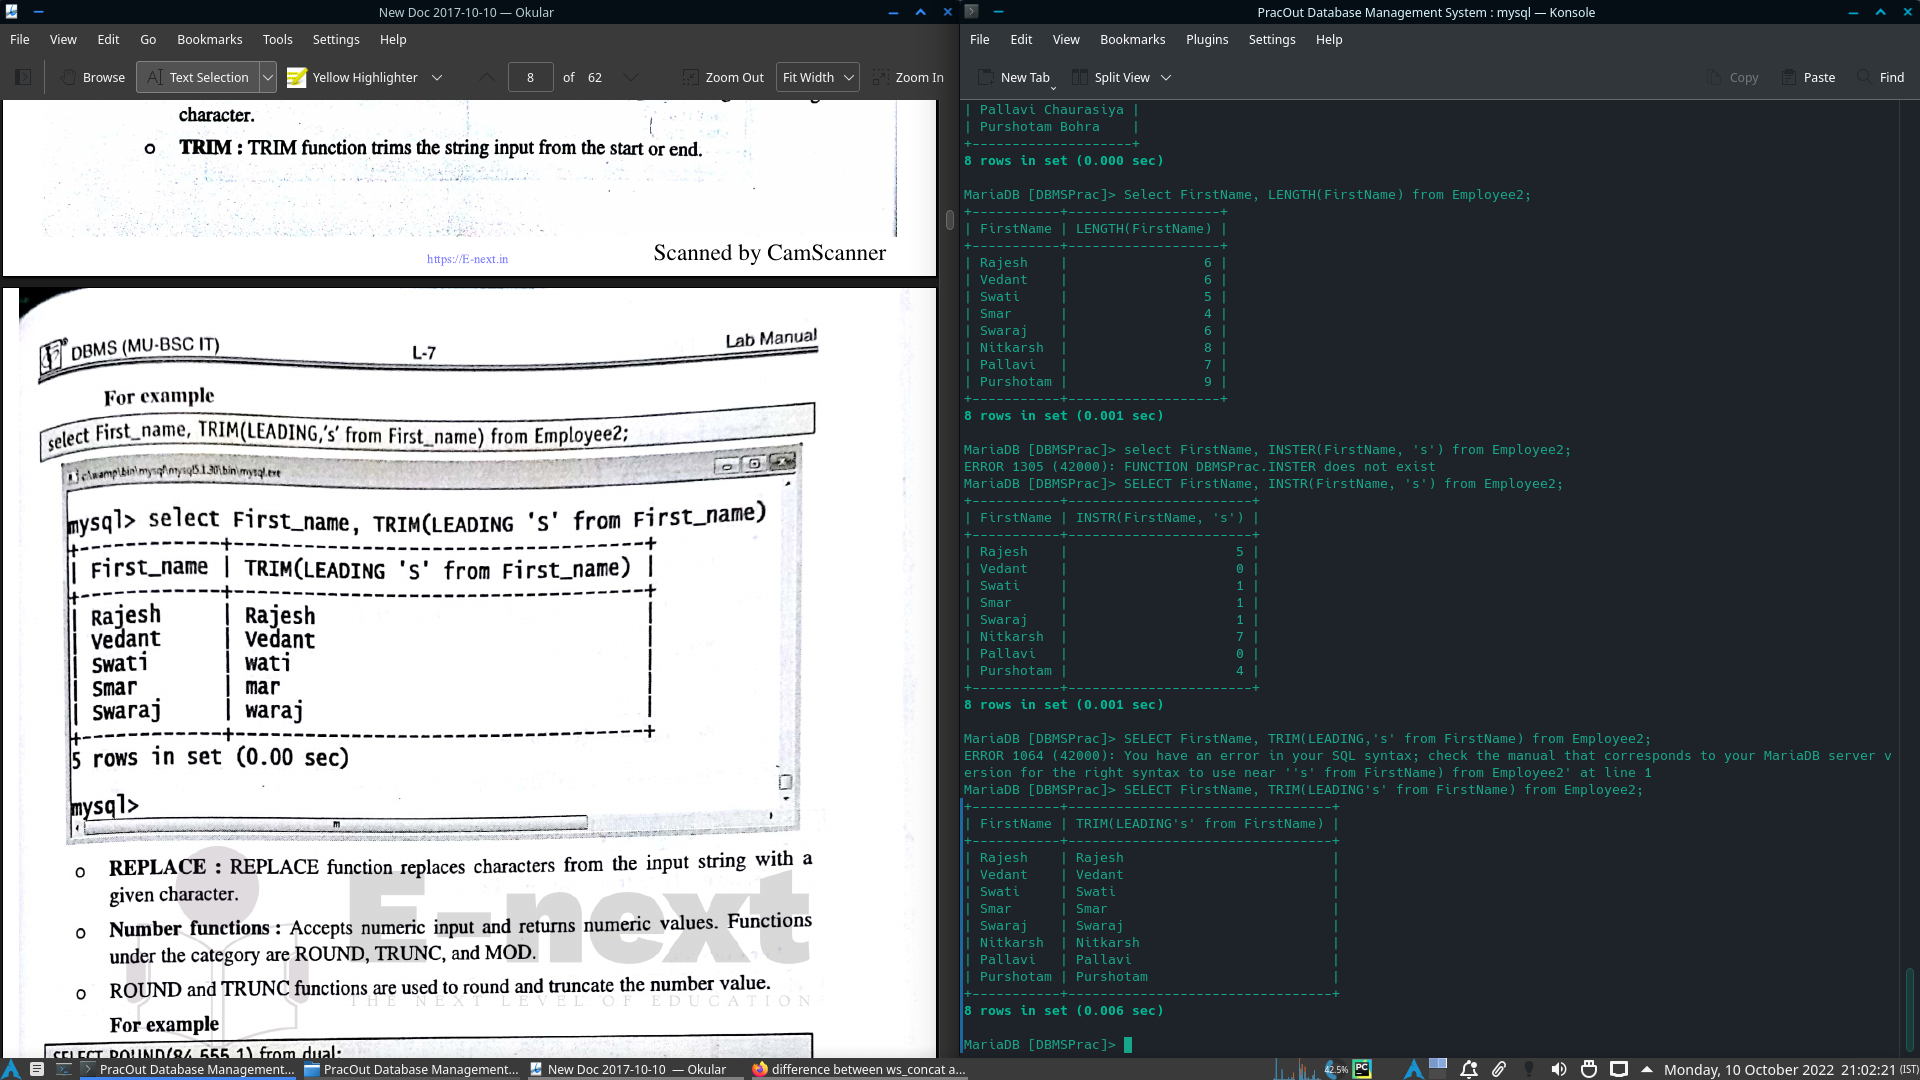 New Doc 2017-10-10 — Okular
File View Edit Go Bookmarks Tools Settings Help
Browse Text Selection Yellow Highlighter 8 of 62 Zoom Out Fit Width Zoom In
character.
o TRIM : TRIM function trims the string input from the start or end.
Scanned by CamScanner
https://E-next.in
DBMS (MU-BSC IT) L-7 Lab Manual
For example
select First_name, TRIM(LEADING,'s' from First_name) from Employee2;
c:\wamp\bin\mysql\mysql5.1.30\bin\mysql.exe
mysql> select First_name, TRIM(LEADING 'S' from First_name)
+-----------+
| First_name | TRIM(LEADING 'S' from First_name) |
| Rajesh | Rajesh
| Vedant | Vedant
| Swati | wati
| Smar | mar
| Swaraj | waraj
5 rows in set (0.00 sec)
mysql>
o REPLACE : REPLACE function replaces characters from the input string with a
given character.
o Number functions : Accepts numeric input and returns numeric values. Functions
under the category are ROUND, TRUNC, and MOD.
o ROUND and TRUNC functions are used to round and truncate the number value.
E-next
THE NEXT LEVEL OF EDUCATION
For example
SELECT ROUND(84.555,1) from dual;
PracOut Database Management System : mysql — Konsole
File Edit View Bookmarks Plugins Settings Help
New Tab Split View Copy Paste Find
| Pallavi Chaurasiya |
| Purshotam Bohra |
+--------------------+
8 rows in set (0.000 sec)
MariaDB [DBMSPrac]> Select FirstName, LENGTH(FirstName) from Employee2;
+-----------+-------------------+
| FirstName | LENGTH(FirstName) |
+-----------+-------------------+
| Rajesh | 6 |
| Vedant | 6 |
| Swati | 5 |
| Smar | 4 |
| Swaraj | 6 |
| Nitkarsh | 8 |
| Pallavi | 7 |
| Purshotam | 9 |
+-----------+-------------------+
8 rows in set (0.001 sec)
MariaDB [DBMSPrac]> select FirstName, INSTER(FirstName, 's') from Employee2;
ERROR 1305 (42000): FUNCTION DBMSPrac.INSTER does not exist
MariaDB [DBMSPrac]> SELECT FirstName, INSTR(FirstName, 's') from Employee2;
+-----------+-----------------------+
| FirstName | INSTR(FirstName, 's') |
+-----------+-----------------------+
| Rajesh | 5 |
| Vedant | 0 |
| Swati | 1 |
| Smar | 1 |
| Swaraj | 1 |
| Nitkarsh | 7 |
| Pallavi | 0 |
| Purshotam | 4 |
+-----------+-----------------------+
8 rows in set (0.001 sec)
MariaDB [DBMSPrac]> SELECT FirstName, TRIM(LEADING,'s' from FirstName) from Employee2;
ERROR 1064 (42000): You have an error in your SQL syntax; check the manual that corresponds to your MariaDB server v
ersion for the right syntax to use near ''s' from FirstName) from Employee2' at line 1
MariaDB [DBMSPrac]> SELECT FirstName, TRIM(LEADING's' from FirstName) from Employee2;
+-----------+---------------------------------+
| FirstName | TRIM(LEADING's' from FirstName) |
+-----------+---------------------------------+
| Rajesh | Rajesh |
| Vedant | Vedant |
| Swati | Swati |
| Smar | Smar |
| Swaraj | Swaraj |
| Nitkarsh | Nitkarsh |
| Pallavi | Pallavi |
| Purshotam | Purshotam |
+-----------+---------------------------------+
8 rows in set (0.006 sec)
MariaDB [DBMSPrac]>
PracOut Database Management... PracOut Database Management... New Doc 2017-10-10 — Okular difference between ws_concat a... 42.5% PC Monday, 10 October 2022 21:02:21 (IST)